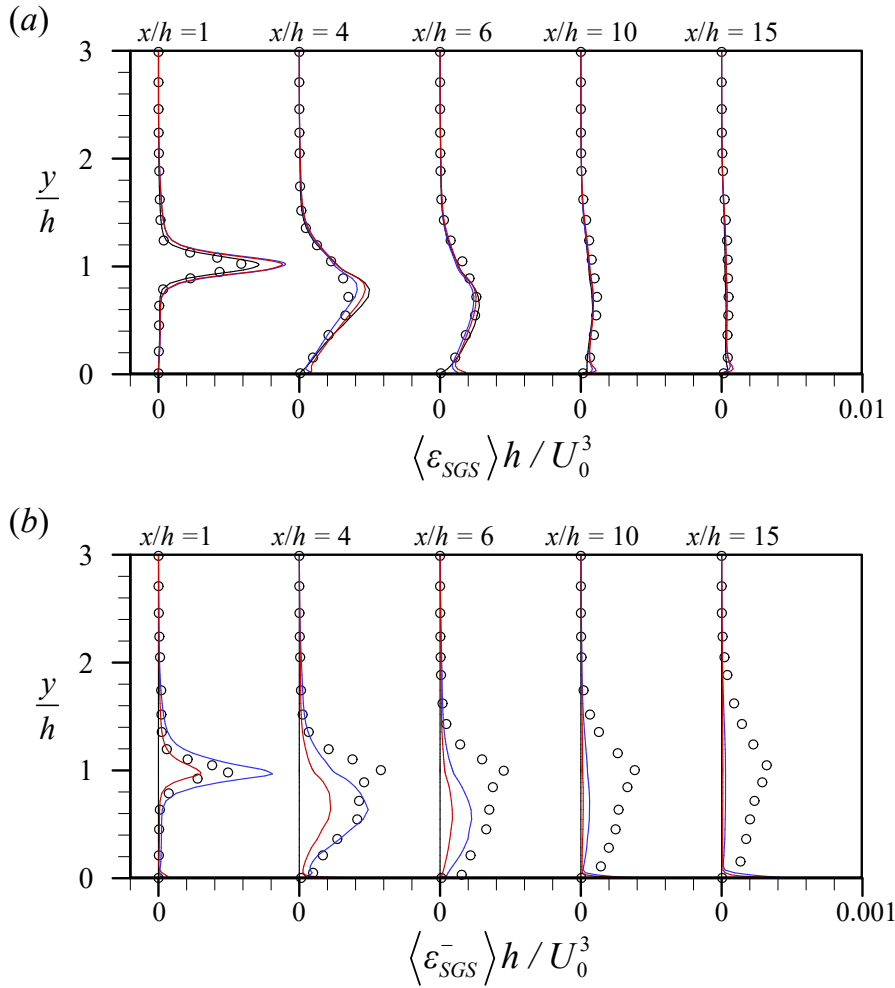 (a)
x/h =1 x/h = 4 x/h = 6 x/h = 10 x/h = 15
3
2
y/h
1
0
0 0 0 0 0 0.01
⟨ε_SGS⟩ h / U_0^3
(b)
x/h =1 x/h = 4 x/h = 6 x/h = 10 x/h = 15
3
2
y/h
1
0
0 0 0 0 0 0.001
⟨ε^-_SGS⟩ h / U_0^3